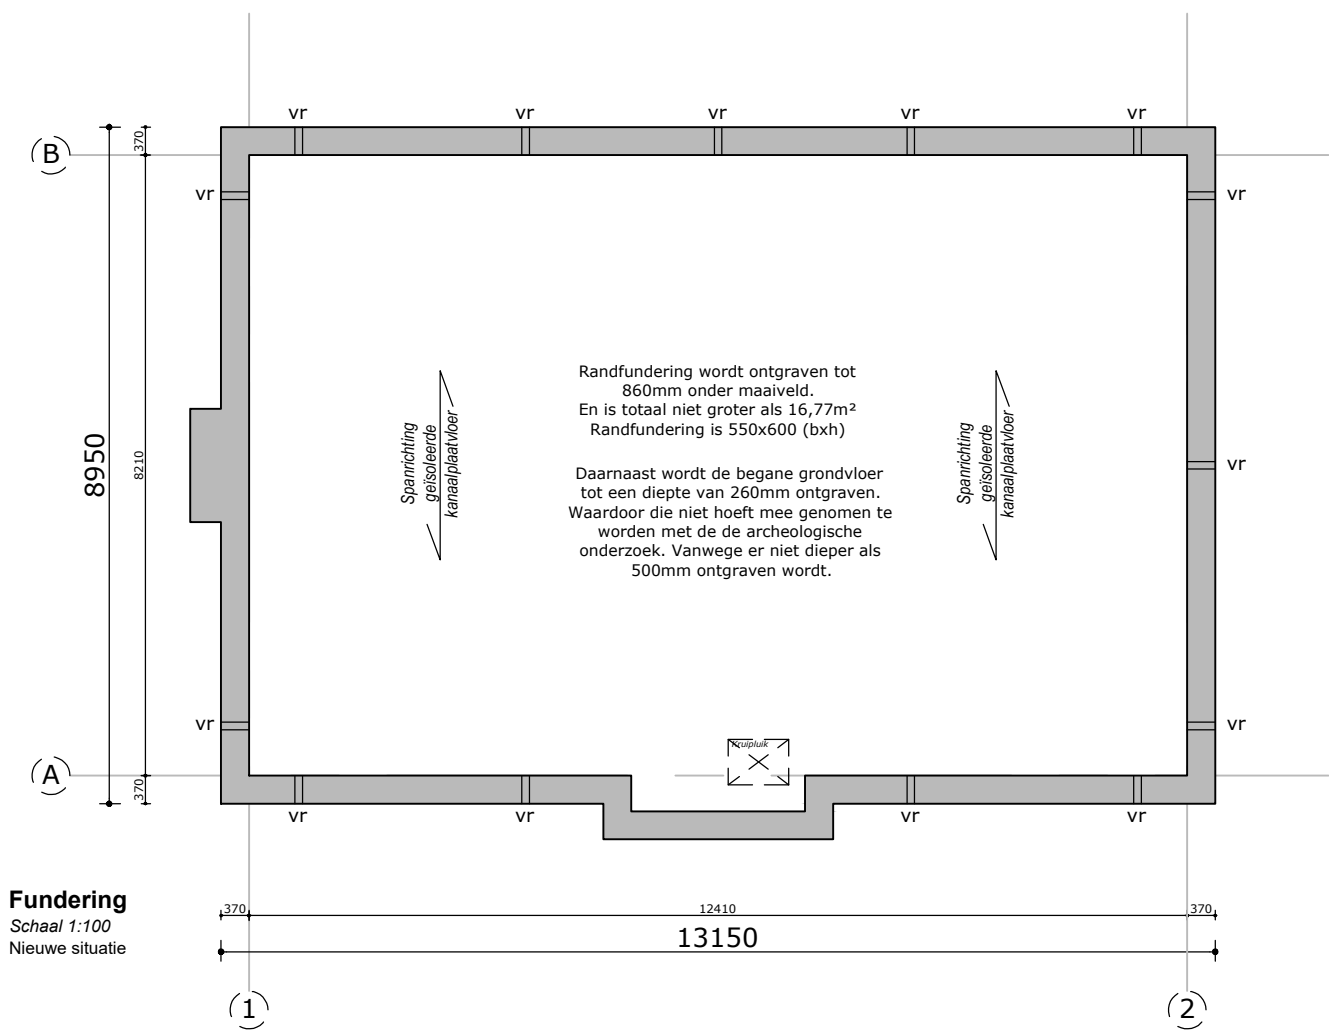 vr vr vr vr vr
B
370
vr
vr
Randfundering wordt ontgraven tot
860mm onder maaiveld.
En is totaal niet groter als 16,77m²
Randfundering is 550x600 (bxh)
Daarnaast wordt de begane grondvloer
tot een diepte van 260mm ontgraven.
Waardoor die niet hoeft mee genomen te
worden met de de archeologische
onderzoek. Vanwege er niet dieper als
500mm ontgraven wordt.
Spanrichting
geïsoleerde
kanaalplaatvloer
Spanrichting
geïsoleerde
kanaalplaatvloer
8950
8210
vr
vr
vr
Kruipluik
A
370
vr vr vr vr
Fundering
Schaal 1:100
Nieuwe situatie
370 12410 370
13150
1 2